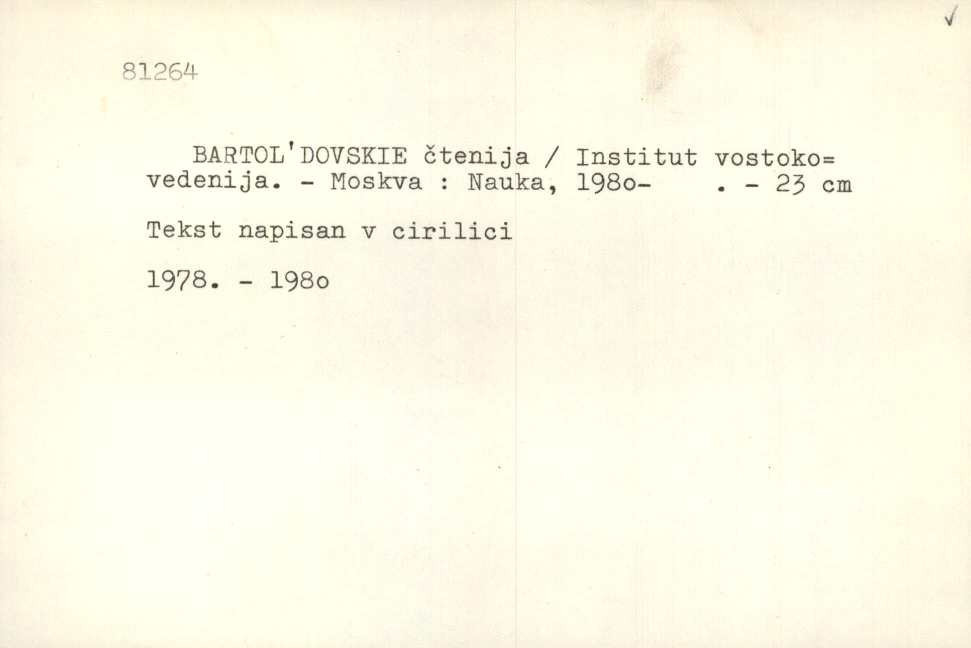 81264
BARTOL'DOVSKIE čtenija / Institut vostoko=
vedenija. - Moskva : Nauka, 198o-    . - 23 cm
Tekst napisan v cirilici
1978. - 198o